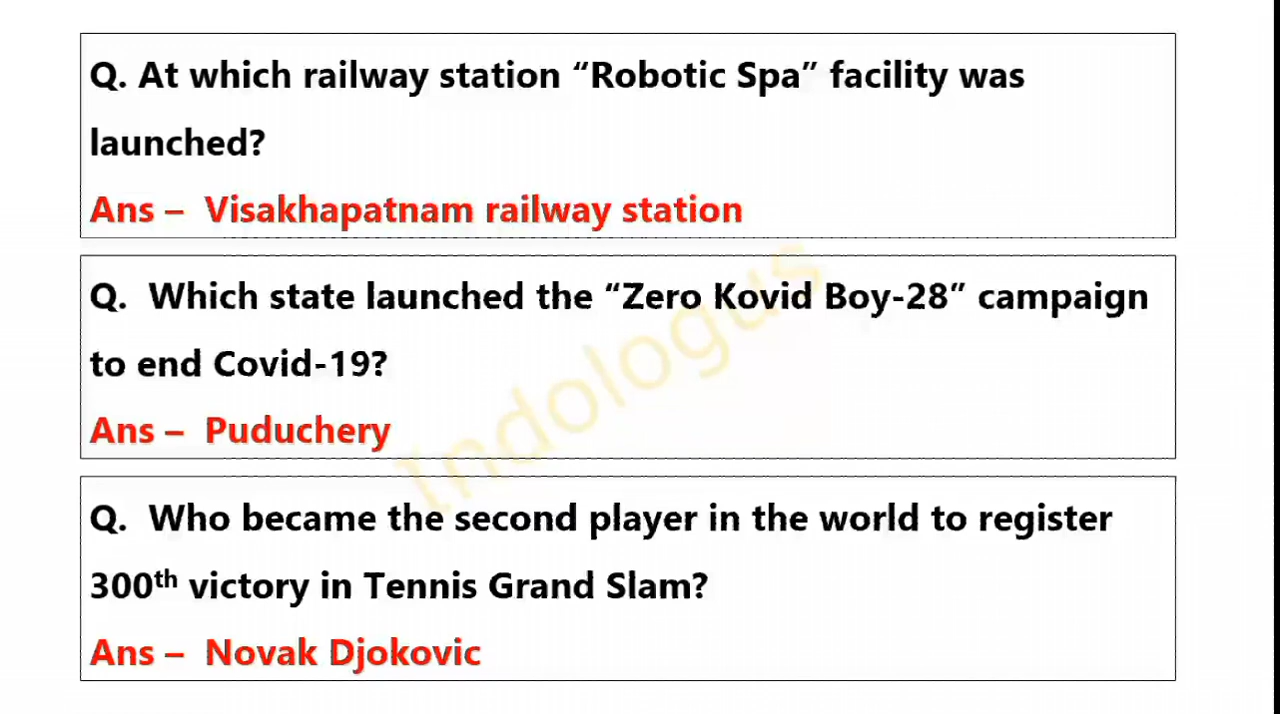 Q. At which railway station “Robotic Spa” facility was
launched?
Ans – Visakhapatnam railway station
Q. Which state launched the “Zero Kovid Boy-28” campaign
to end Covid-19?
Ans – Puduchery
Q. Who became the second player in the world to register
300th victory in Tennis Grand Slam?
Ans – Novak Djokovic
Indologus